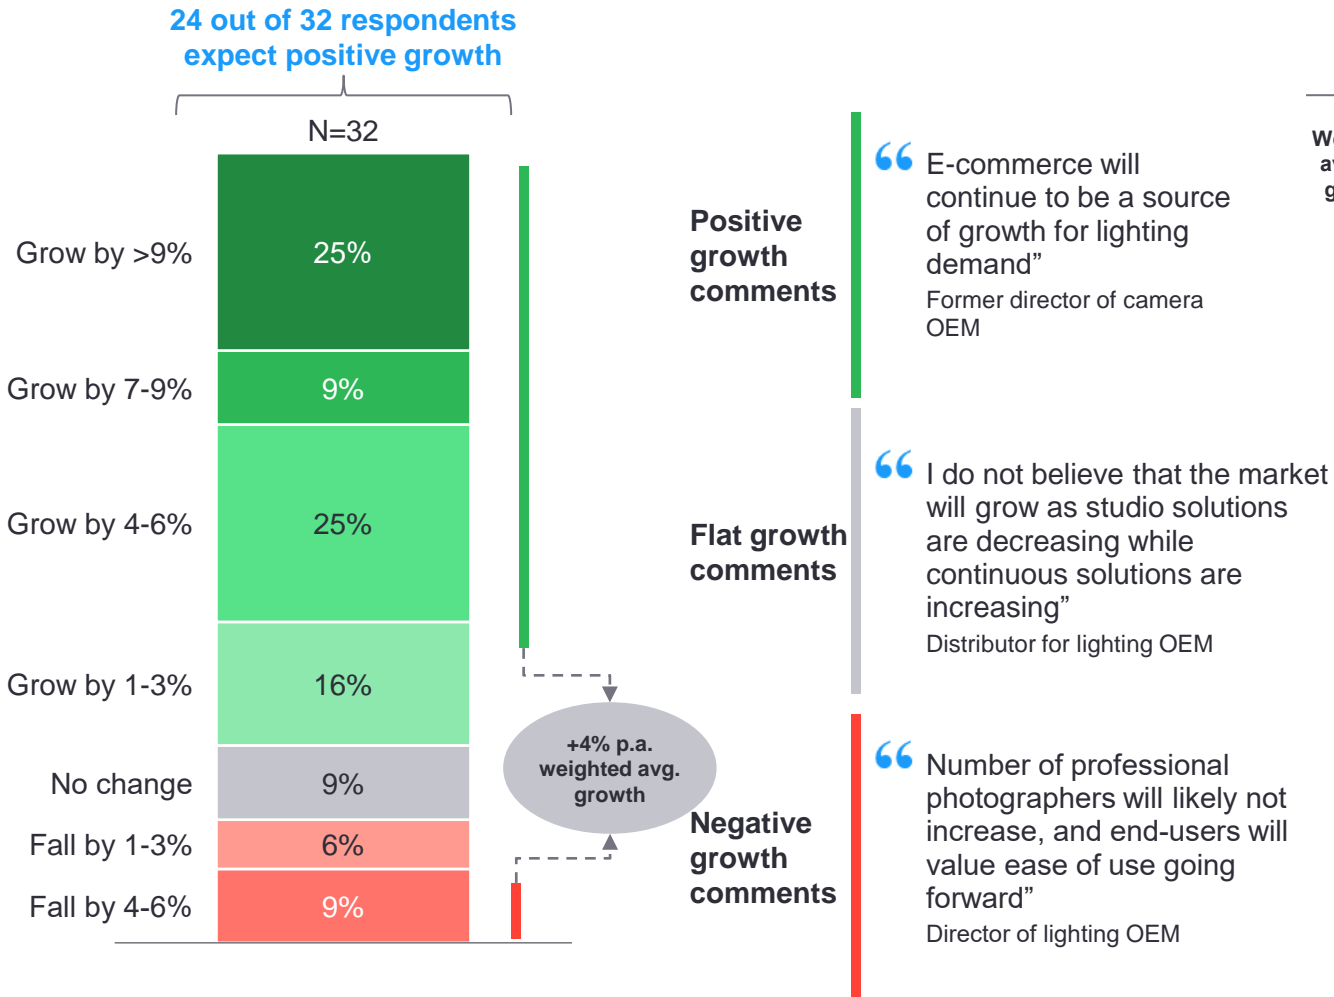 24 out of 32 respondents
expect positive growth
N=32
Grow by >9%
25%
Grow by 7-9%
9%
Grow by 4-6%
25%
Grow by 1-3%
16%
No change
9%
Fall by 1-3%
6%
Fall by 4-6%
9%
+4% p.a.
weighted avg.
growth
Positive
growth
comments
“ E-commerce will
continue to be a source
of growth for lighting
demand”
Former director of camera
OEM
Flat growth
comments
“ I do not believe that the market
will grow as studio solutions
are decreasing while
continuous solutions are
increasing”
Distributor for lighting OEM
Negative
growth
comments
“ Number of professional
photographers will likely not
increase, and end-users will
value ease of use going
forward”
Director of lighting OEM